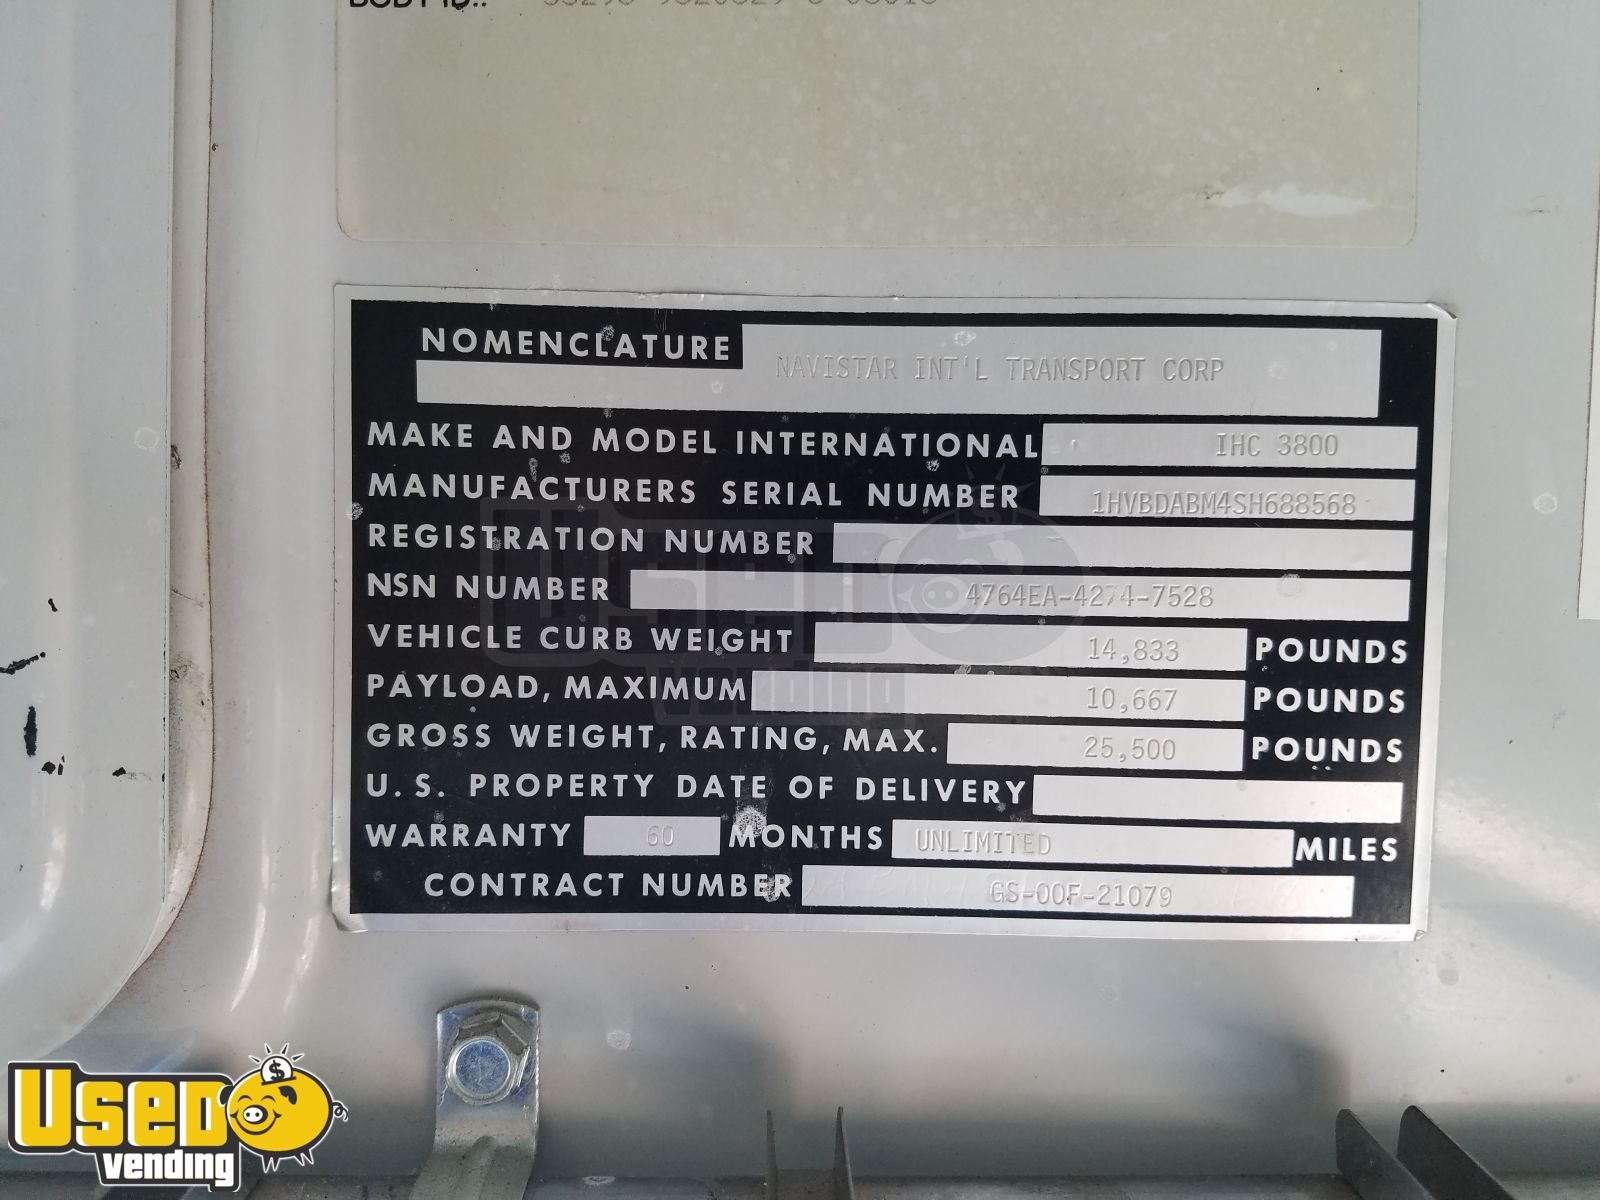 NOMENCLATURE NAVISTAR INT'L TRANSPORT CORP
MAKE AND MODEL INTERNATIONAL IHC 3800
MANUFACTURERS SERIAL NUMBER 1HVBDABM4SH688568
REGISTRATION NUMBER
NSN NUMBER 4764EA-4274-7528
VEHICLE CURB WEIGHT 14,833 POUNDS
PAYLOAD, MAXIMUM 10,667 POUNDS
GROSS WEIGHT, RATING, MAX. 25,500 POUNDS
U.S. PROPERTY DATE OF DELIVERY
WARRANTY 60 MONTHS UNLIMITED MILES
CONTRACT NUMBER GS-00F-21079
Used
vending
Used
vending